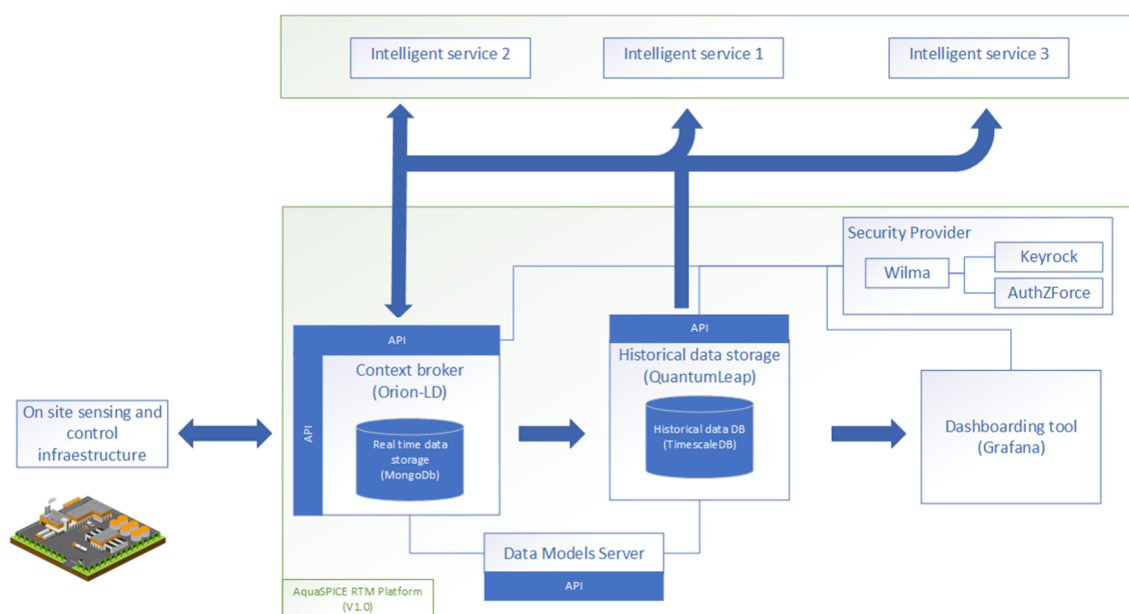 Intelligent service 2
Intelligent service 1
Intelligent service 3
Security Provider
Wilma
Keyrock
AuthZForce
API
Context broker
(Orion-LD)
API
Real time data
storage
(MongoDb)
API
Historical data storage
(QuantumLeap)
Historical data DB
(TimescaleDB)
Dashboarding tool
(Grafana)
On site sensing and
control
infraestructure
Data Models Server
API
AquaSPICE RTM Platform
(V1.0)